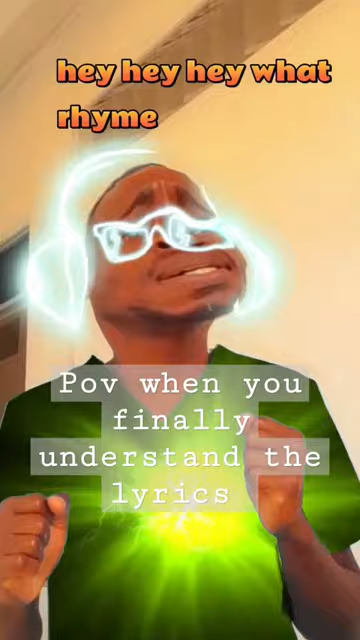 hey hey hey what
rhyme
Pov when you
finally
understand the
lyrics